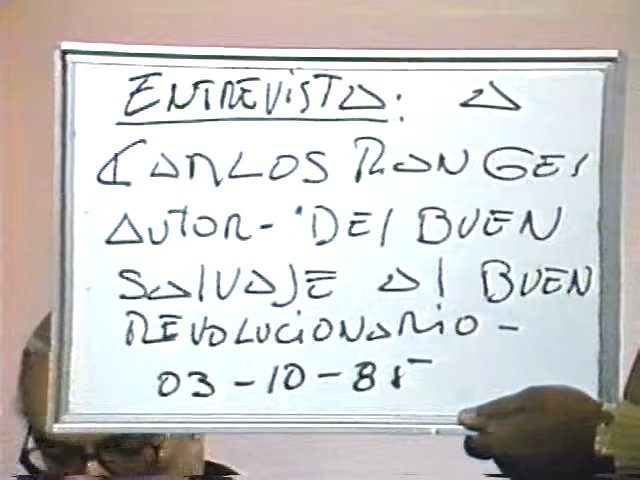 ENTREVISTA: A
CARLOS RANGEl
AUTOR- "DEl BUEN
SALVAJE Al BUEN
REVOLUCIONARIO -
03-10-85